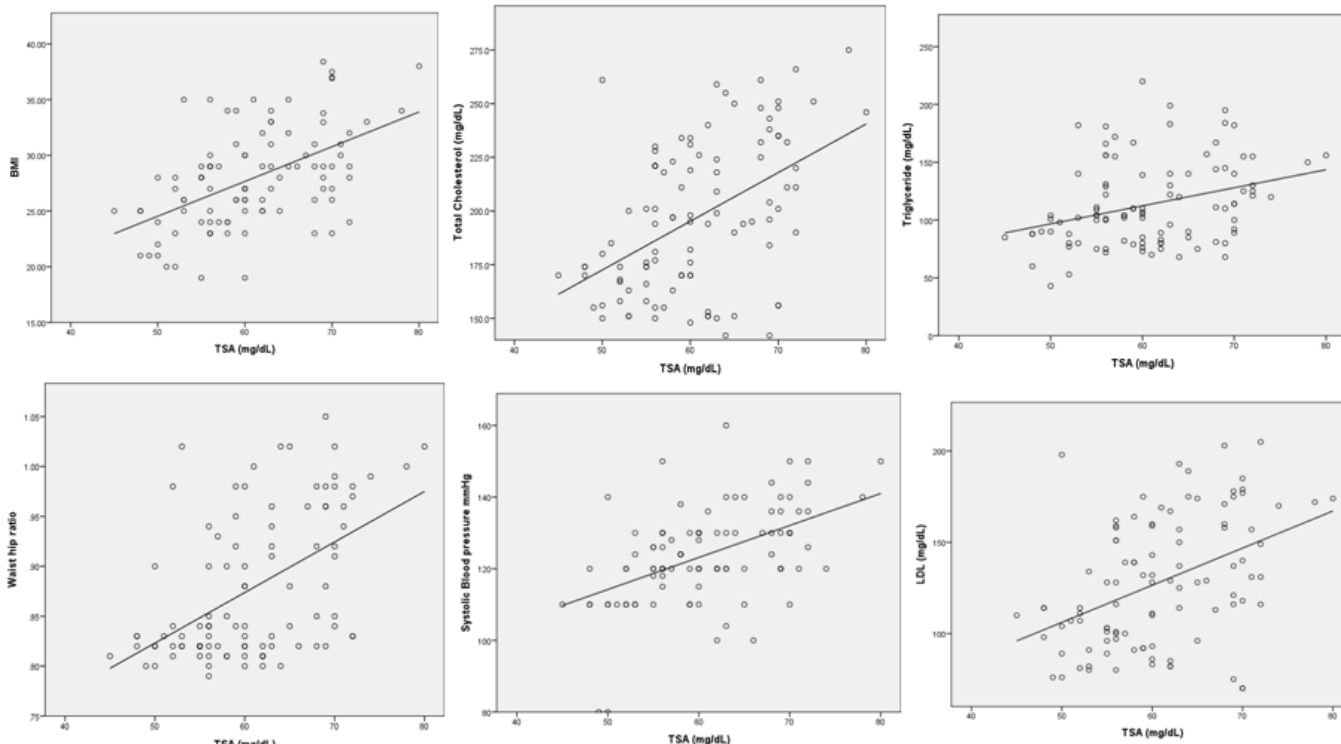 BMI
40.00
35.00
30.00
25.00
20.00
15.00
40 50 60 70 80
TSA (mg/dL)
Total Cholesterol (mg/dL)
275.0
250.0
225.0
200.0
175.0
150.0
40 50 60 70 80
TSA (mg/dL)
Triglyceride (mg/dL)
250
200
150
100
50
0
40 50 60 70 80
TSA (mg/dL)
Waist hip ratio
1.05
1.00
.95
.90
.85
.80
.75
40 50 60 70 80
TSA (mg/dL)
Systolic Blood pressure mmHg
160
140
120
100
80
40 50 60 70 80
TSA (mg/dL)
LDL (mg/dL)
200
150
100
50
40 50 60 70 80
TSA (mg/dL)